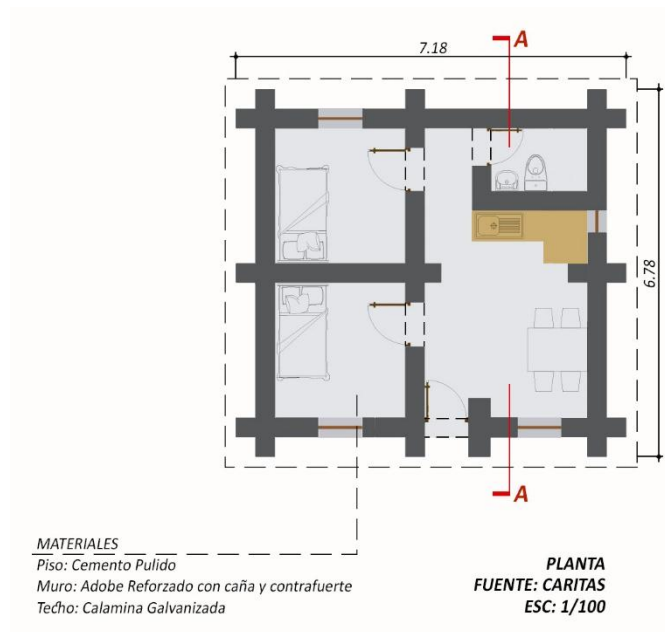 A
7.18
6.78
A
MATERIALES
Piso: Cemento Pulido
Muro: Adobe Reforzado con caña y contrafuerte
Techo: Calamina Galvanizada
PLANTA
FUENTE: CARITAS
ESC: 1/100